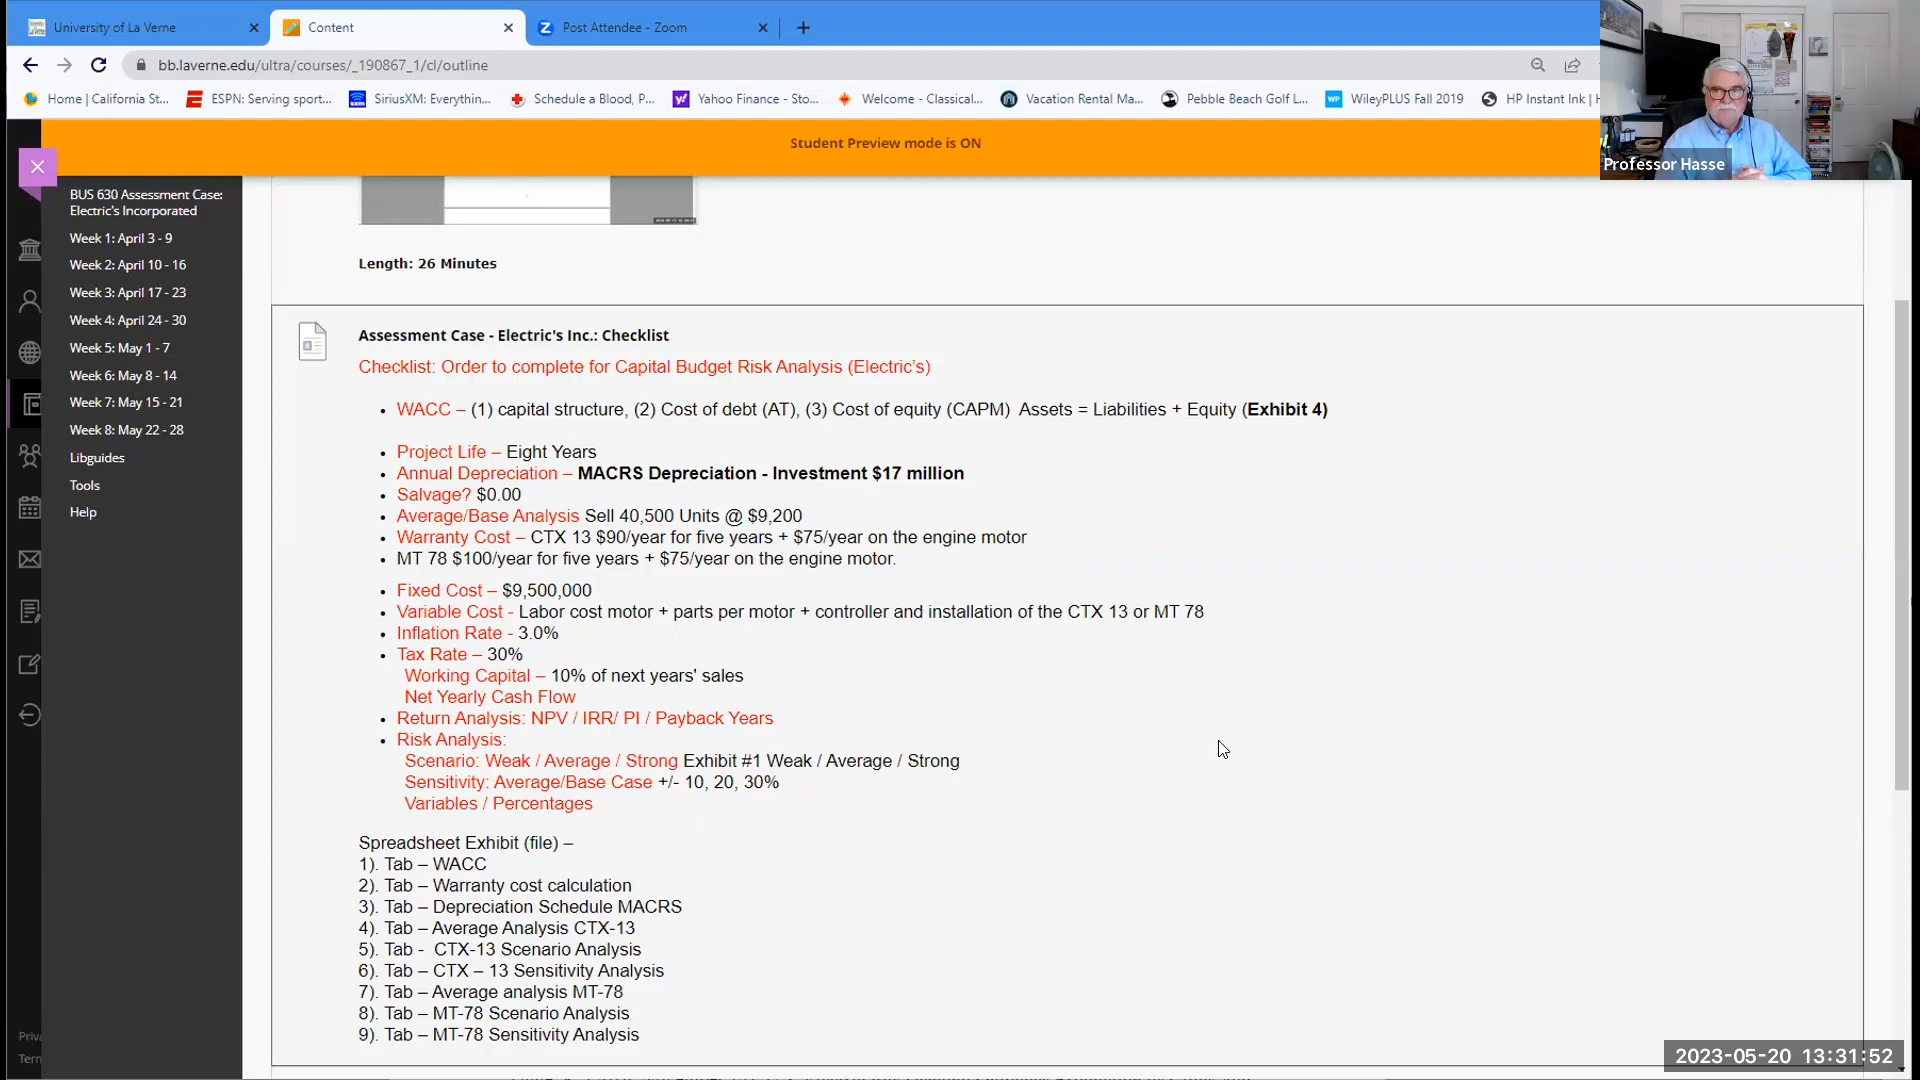 University of La Verne
Content
Post Attendee - Zoom
bb.laverne.edu/ultra/courses/_190867_1/cl/outline
Home | California St...
ESPN: Serving sport...
SiriusXM: Everythin...
Schedule a Blood, P...
Yahoo Finance - Sto...
Welcome - Classical...
Vacation Rental Ma...
Pebble Beach Golf L...
WileyPLUS Fall 2019
HP Instant Ink |
Student Preview mode is ON
Professor Hasse
BUS 630 Assessment Case:
Electric's Incorporated
Week 1: April 3 - 9
Week 2: April 10 - 16
Week 3: April 17 - 23
Week 4: April 24 - 30
Week 5: May 1 - 7
Week 6: May 8 - 14
Week 7: May 15 - 21
Week 8: May 22 - 28
Libguides
Tools
Help
Priva
Term
Length: 26 Minutes
Assessment Case - Electric's Inc.: Checklist
Checklist: Order to complete for Capital Budget Risk Analysis (Electric's)
• WACC – (1) capital structure, (2) Cost of debt (AT), (3) Cost of equity (CAPM) Assets = Liabilities + Equity (Exhibit 4)
• Project Life – Eight Years
• Annual Depreciation – MACRS Depreciation - Investment $17 million
• Salvage? $0.00
• Average/Base Analysis Sell 40,500 Units @ $9,200
• Warranty Cost – CTX 13 $90/year for five years + $75/year on the engine motor
• MT 78 $100/year for five years + $75/year on the engine motor.
• Fixed Cost – $9,500,000
• Variable Cost - Labor cost motor + parts per motor + controller and installation of the CTX 13 or MT 78
• Inflation Rate - 3.0%
• Tax Rate – 30%
Working Capital – 10% of next years' sales
Net Yearly Cash Flow
• Return Analysis: NPV / IRR/ PI / Payback Years
• Risk Analysis:
Scenario: Weak / Average / Strong Exhibit #1 Weak / Average / Strong
Sensitivity: Average/Base Case +/- 10, 20, 30%
Variables / Percentages
Spreadsheet Exhibit (file) –
1). Tab – WACC
2). Tab – Warranty cost calculation
3). Tab – Depreciation Schedule MACRS
4). Tab – Average Analysis CTX-13
5). Tab - CTX-13 Scenario Analysis
6). Tab – CTX – 13 Sensitivity Analysis
7). Tab – Average analysis MT-78
8). Tab – MT-78 Scenario Analysis
9). Tab – MT-78 Sensitivity Analysis
2023-05-20 13:31:52